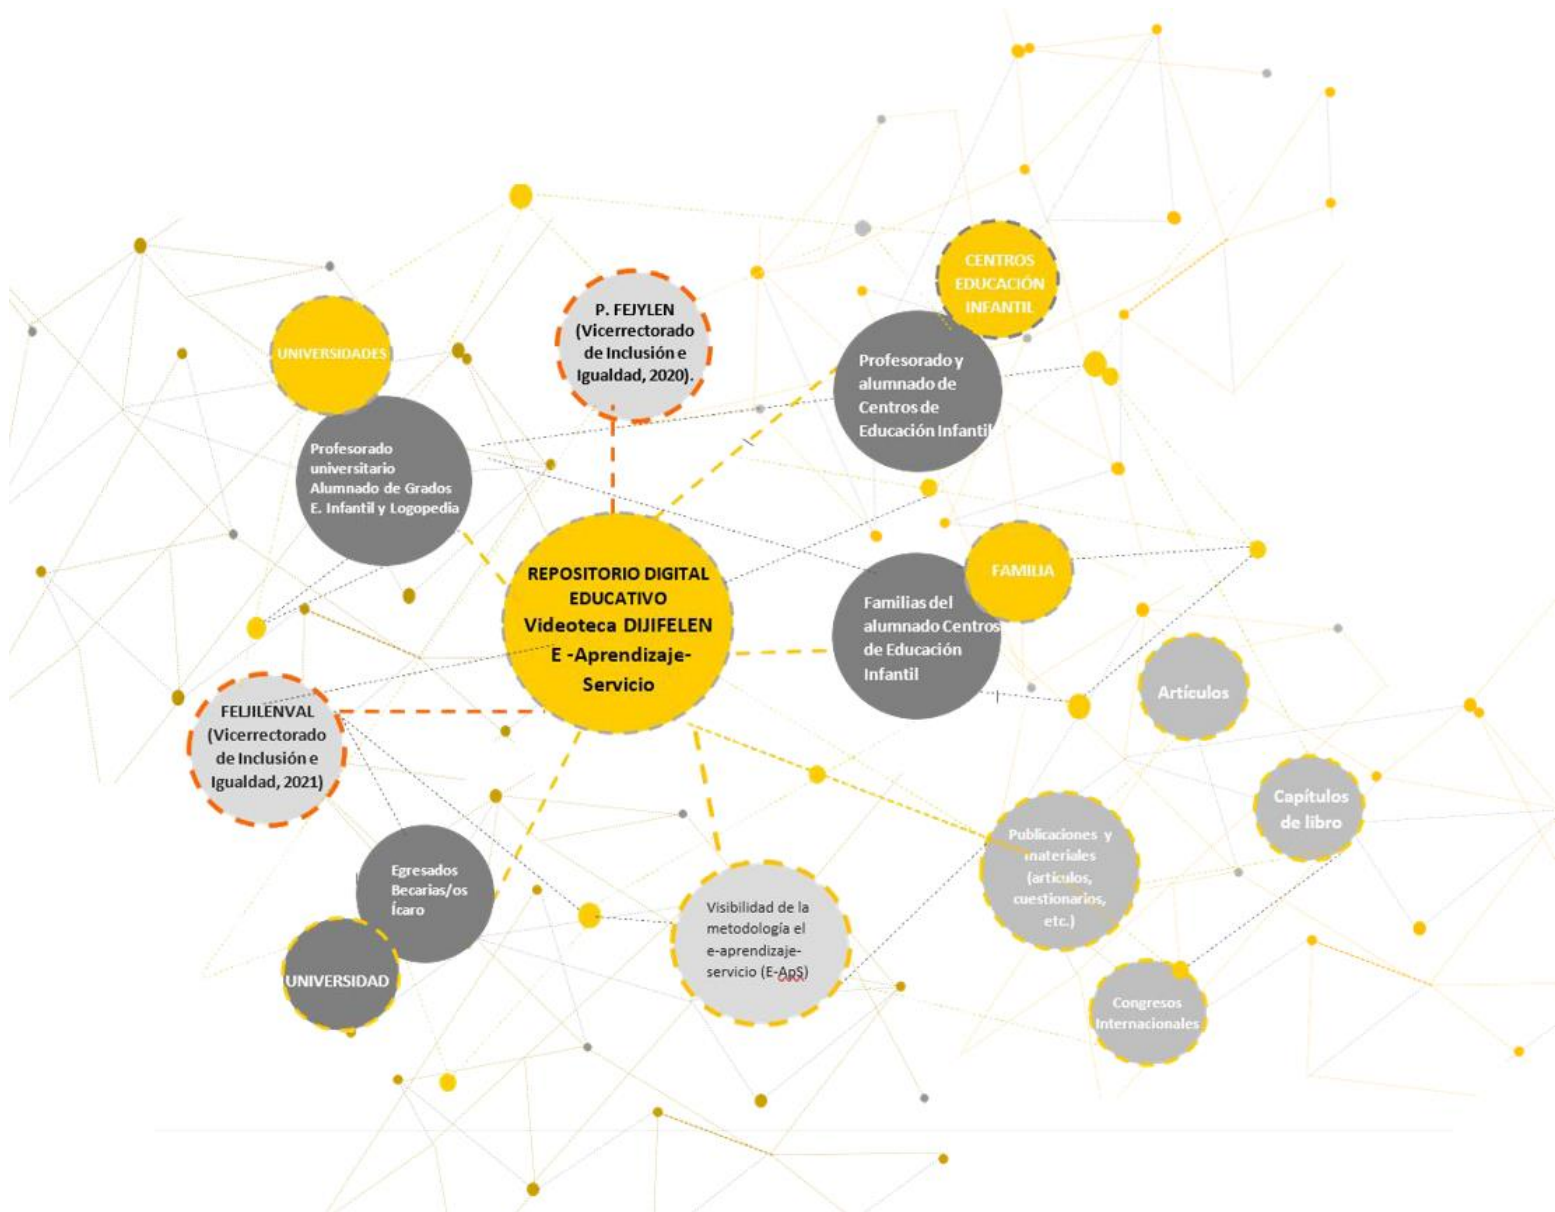 CENTROS
EDUCACIÓN
INFANTIL
P. FEJYLEN
(Vicerrectorado
de Inclusión e
Igualdad, 2020).
UNIVERSIDADES
Profesorado y
alumnado de
Centros de
Educación Infantil
Profesorado
universitario
Alumnado de Grados
E. Infantil y Logopedia
REPOSITORIO DIGITAL
EDUCATIVO
Videoteca DIJIFELEN
E -Aprendizaje-
Servicio
FAMILIA
Familias del
alumnado Centros
de Educación
Infantil
Artículos
FELJILENVAL
(Vicerrectorado
de Inclusión e
Igualdad, 2021)
Capítulos
de libro
Publicaciones y
materiales
(artículos,
cuestionarios,
etc.)
Egresados
Becarias/os
Ícaro
Visibilidad de la
metodología el
e-aprendizaje-
servicio (E-ApS)
UNIVERSIDAD
Congresos
Internacionales